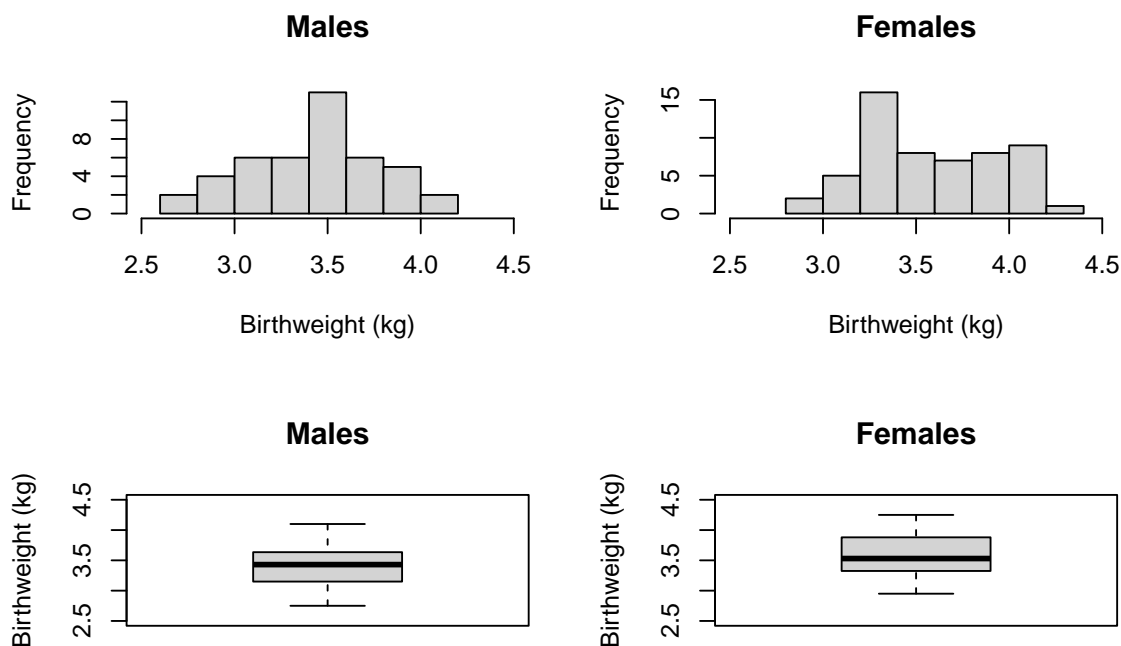 Males
Frequency
0 4 8
2.5 3.0 3.5 4.0 4.5
Birthweight (kg)
Females
Frequency
0 5 15
2.5 3.0 3.5 4.0 4.5
Birthweight (kg)
Males
Birthweight (kg)
2.5 3.5 4.5
Females
Birthweight (kg)
2.5 3.5 4.5